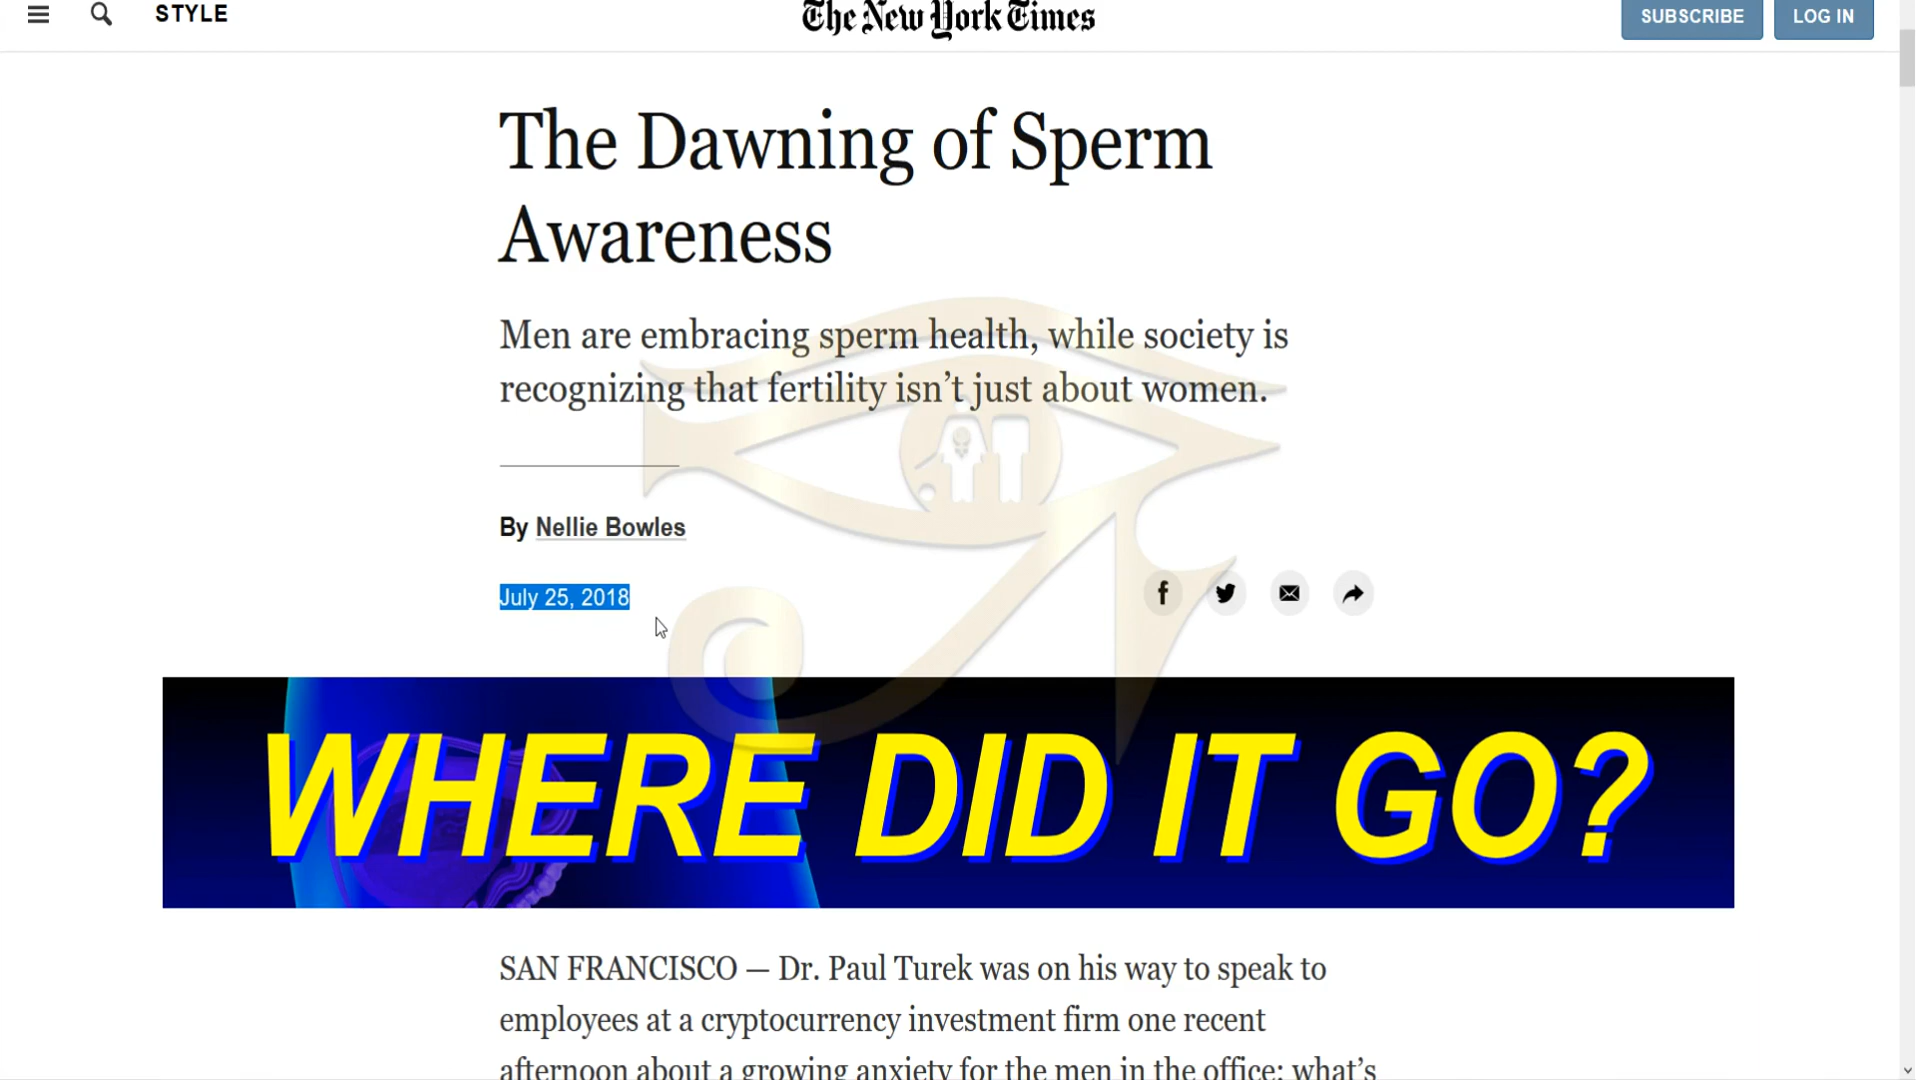 STYLE
The New York Times
SUBSCRIBE
LOG IN
The Dawning of Sperm
Awareness
Men are embracing sperm health, while society is
recognizing that fertility isn’t just about women.
By Nellie Bowles
July 25, 2018
WHERE DID IT GO?
SAN FRANCISCO — Dr. Paul Turek was on his way to speak to
employees at a cryptocurrency investment firm one recent
afternoon about a growing anxiety for the men in the office: what’s